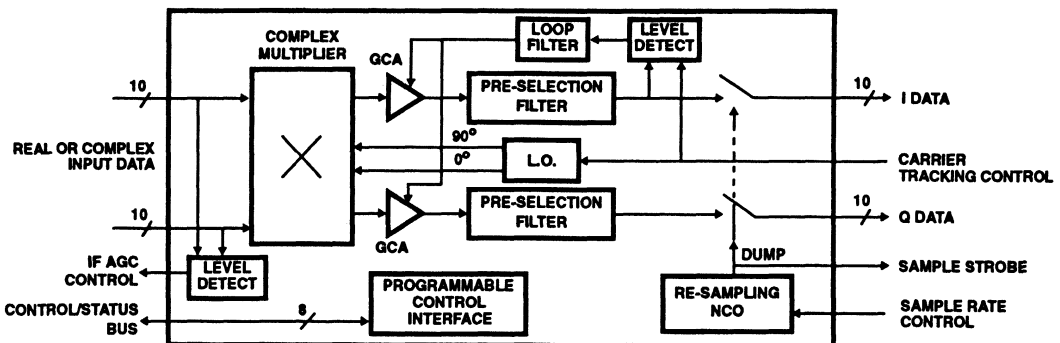 COMPLEX
MULTIPLIER
GCA
LOOP
FILTER
LEVEL
DETECT
10
PRE-SELECTION
FILTER
10
I DATA
REAL OR COMPLEX
INPUT DATA
90°
0°
L.O.
CARRIER
TRACKING CONTROL
10
GCA
PRE-SELECTION
FILTER
10
Q DATA
IF AGC
CONTROL
LEVEL
DETECT
DUMP
SAMPLE STROBE
CONTROL/STATUS
BUS
8
PROGRAMMABLE
CONTROL
INTERFACE
RE-SAMPLING
NCO
SAMPLE RATE
CONTROL